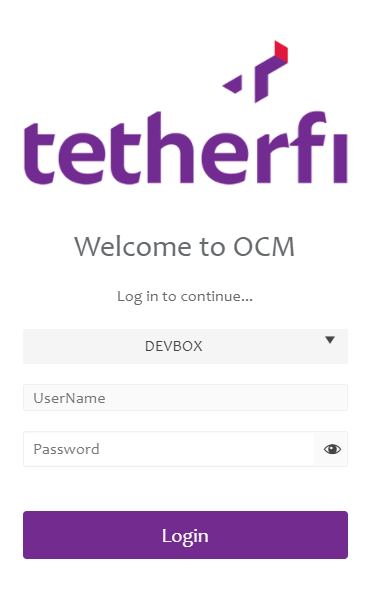 tetherfi
Welcome to OCM
Log in to continue...
DEVBOX
UserName
Password
Login